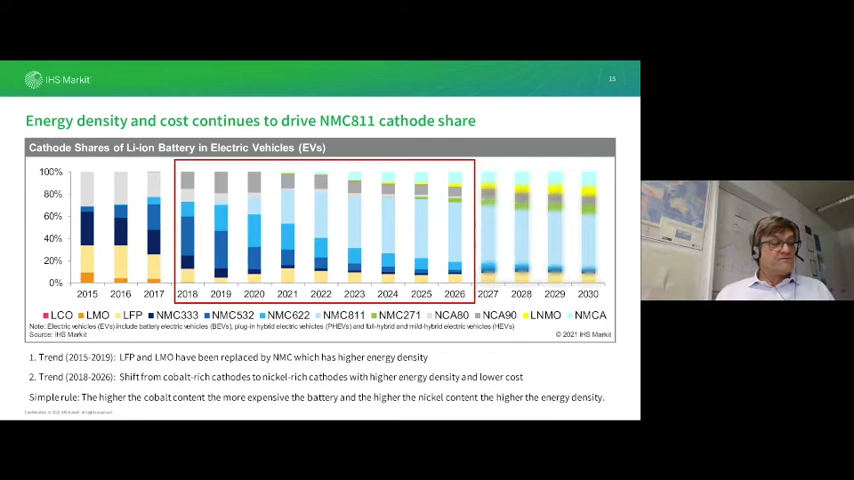 IHS Markit
15
Energy density and cost continues to drive NMC811 cathode share
Cathode Shares of Li-ion Battery in Electric Vehicles (EVs)
100%
80%
60%
40%
20%
0%
2015 2016 2017 2018 2019 2020 2021 2022 2023 2024 2025 2026 2027 2028 2029 2030
LCO LMO LFP NMC333 NMC532 NMC622 NMC811 NMC271 NCA80 NCA90 LNMO NMCA
Note: Electric vehicles (EVs) include battery electric vehicles (BEVs), plug-in hybrid electric vehicles (PHEVs) and full-hybrid and mild-hybrid electric vehicles (HEVs)
Source: IHS Markit © 2021 IHS Markit
1. Trend (2015-2019): LFP and LMO have been replaced by NMC which has higher energy density
2. Trend (2018-2026): Shift from cobalt-rich cathodes to nickel-rich cathodes with higher energy density and lower cost
Simple rule: The higher the cobalt content the more expensive the battery and the higher the nickel content the higher the energy density.
Confidential. © 2021 IHS Markit. All rights reserved.